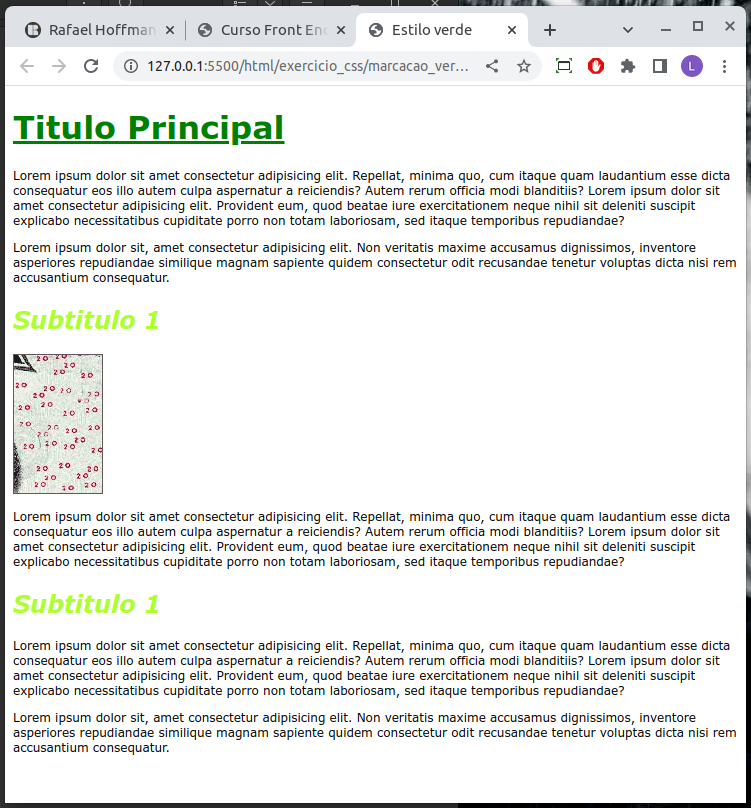 Rafael Hoffman
Curso Front End
Estilo verde
127.0.0.1:5500/html/exercicio_css/marcacao_ver...
L
Titulo Principal
Lorem ipsum dolor sit amet consectetur adipisicing elit. Repellat, minima quo, cum itaque quam laudantium esse dicta
consequatur eos illo autem culpa aspernatur a reiciendis? Autem rerum officia modi blanditiis? Lorem ipsum dolor sit
amet consectetur adipisicing elit. Provident eum, quod beatae iure exercitationem neque nihil sit deleniti suscipit
explicabo necessitatibus cupiditate porro non totam laboriosam, sed itaque temporibus repudiandae?
Lorem ipsum dolor sit, amet consectetur adipisicing elit. Non veritatis maxime accusamus dignissimos, inventore
asperiores repudiandae similique magnam sapiente quidem consectetur odit recusandae tenetur voluptas dicta nisi rem
accusantium consequatur.
Subtitulo 1
Lorem ipsum dolor sit amet consectetur adipisicing elit. Repellat, minima quo, cum itaque quam laudantium esse dicta
consequatur eos illo autem culpa aspernatur a reiciendis? Autem rerum officia modi blanditiis? Lorem ipsum dolor sit
amet consectetur adipisicing elit. Provident eum, quod beatae iure exercitationem neque nihil sit deleniti suscipit
explicabo necessitatibus cupiditate porro non totam laboriosam, sed itaque temporibus repudiandae?
Subtitulo 1
Lorem ipsum dolor sit amet consectetur adipisicing elit. Repellat, minima quo, cum itaque quam laudantium esse dicta
consequatur eos illo autem culpa aspernatur a reiciendis? Autem rerum officia modi blanditiis? Lorem ipsum dolor sit
amet consectetur adipisicing elit. Provident eum, quod beatae iure exercitationem neque nihil sit deleniti suscipit
explicabo necessitatibus cupiditate porro non totam laboriosam, sed itaque temporibus repudiandae?
Lorem ipsum dolor sit, amet consectetur adipisicing elit. Non veritatis maxime accusamus dignissimos, inventore
asperiores repudiandae similique magnam sapiente quidem consectetur odit recusandae tenetur voluptas dicta nisi rem
accusantium consequatur.